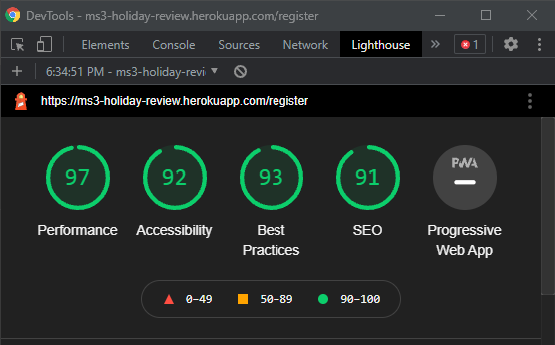 DevTools - ms3-holiday-review.herokuapp.com/register
Elements Console Sources Network Lighthouse » 1
6:34:51 PM - ms3-holiday-revi
https://ms3-holiday-review.herokuapp.com/register
97 92 93 91 PWA
Performance Accessibility Best Practices SEO Progressive Web App
0-49 50-89 90-100